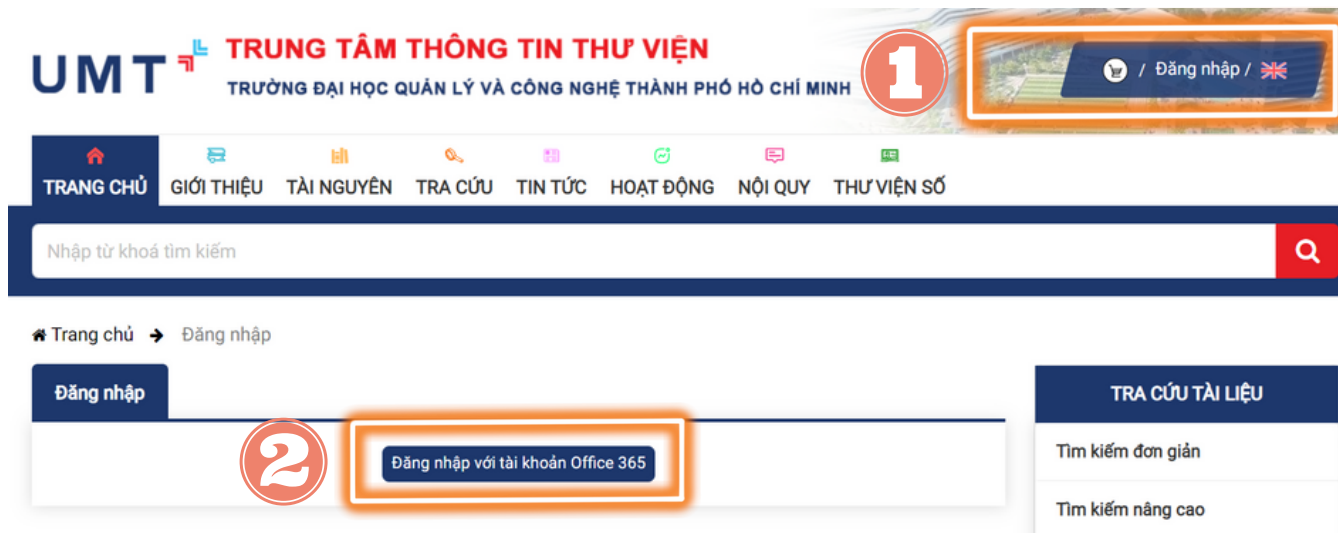 UMT
TRUNG TÂM THÔNG TIN THƯ VIỆN
TRƯỜNG ĐẠI HỌC QUẢN LÝ VÀ CÔNG NGHỆ THÀNH PHỐ HỒ CHÍ MINH
1
/ Đăng nhập /
TRANG CHỦ GIỚI THIỆU TÀI NGUYÊN TRA CỨU TIN TỨC HOẠT ĐỘNG NỘI QUY THƯ VIỆN SỐ
Nhập từ khoá tìm kiếm
Trang chủ → Đăng nhập
Đăng nhập
2
Đăng nhập với tài khoản Office 365
TRA CỨU TÀI LIỆU
Tìm kiếm đơn giản
Tìm kiếm nâng cao